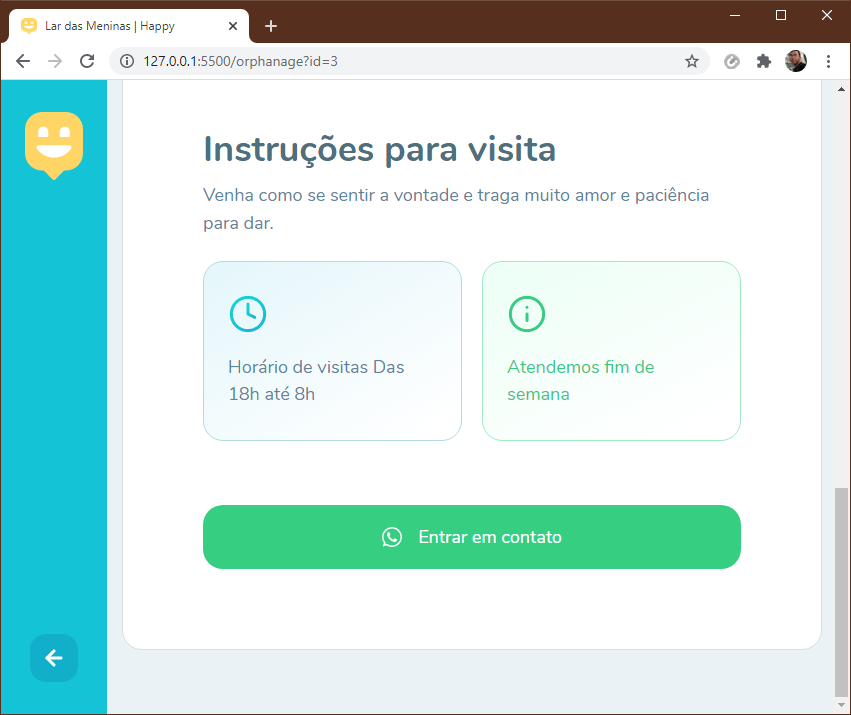 Lar das Meninas | Happy
127.0.0.1:5500/orphanage?id=3
Instruções para visita
Venha como se sentir a vontade e traga muito amor e paciência
para dar.
Horário de visitas Das
18h até 8h
Atendemos fim de
semana
Entrar em contato